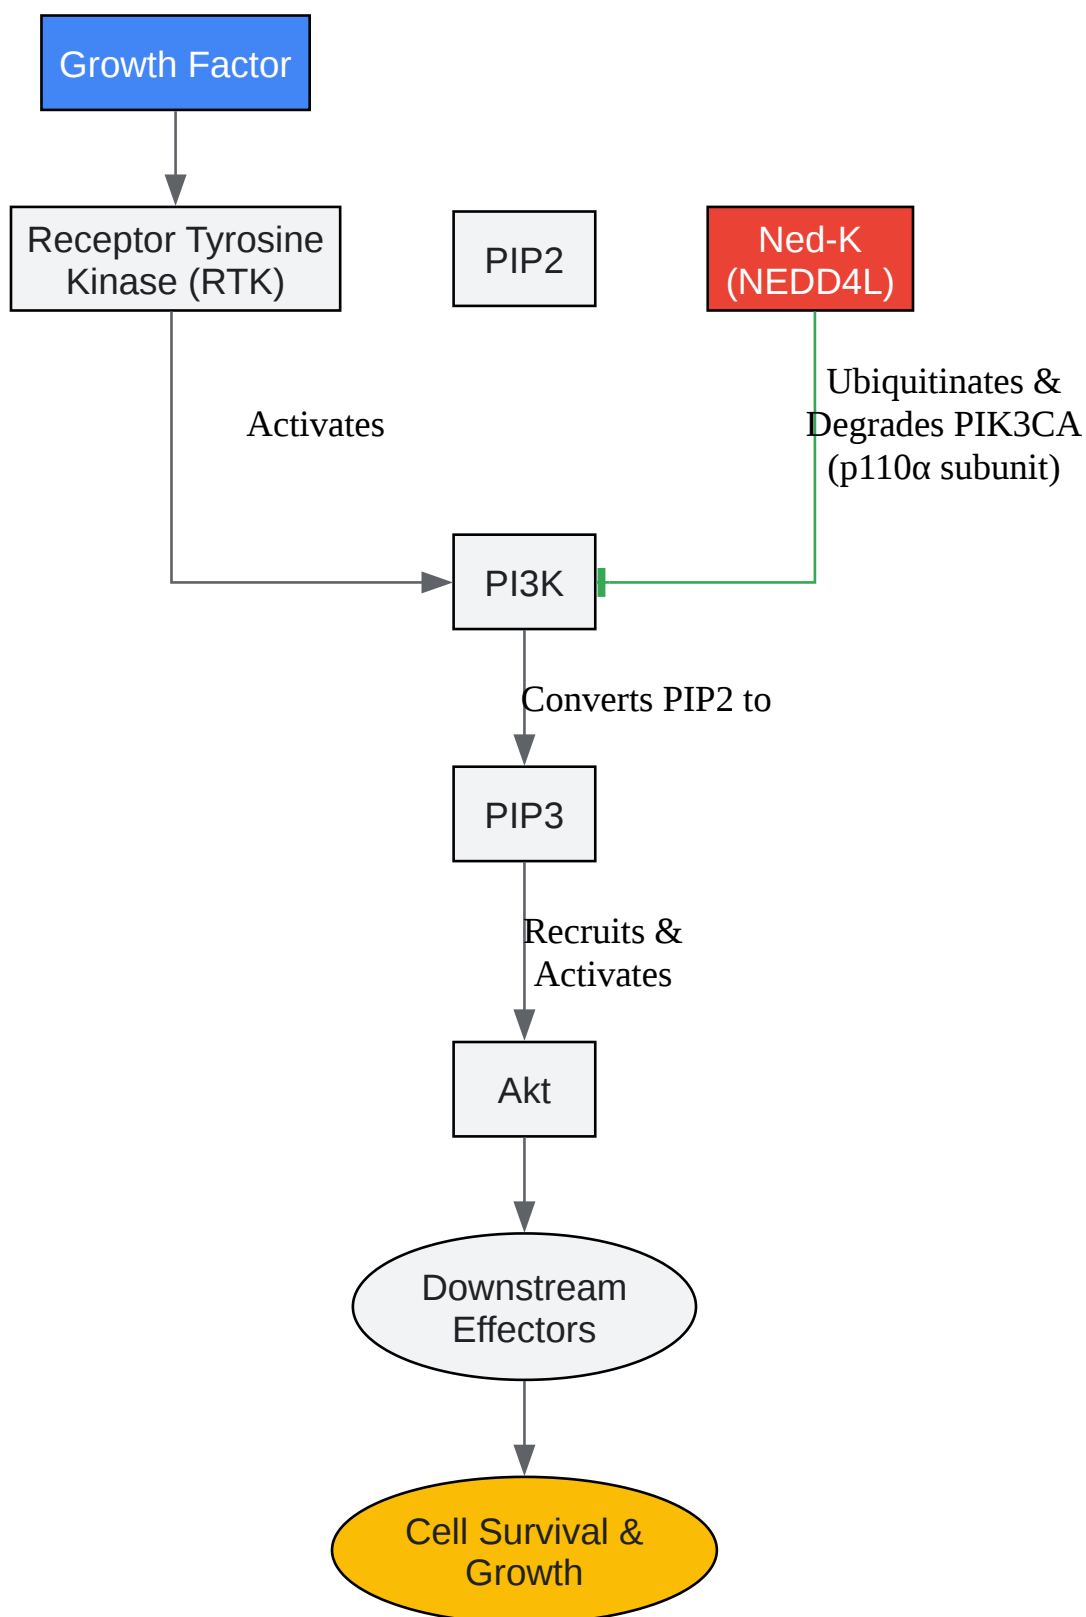 Growth Factor
Receptor Tyrosine
Kinase (RTK)
PIP2
Ned-K
(NEDD4L)
Activates
Ubiquitinates &
Degrades PIK3CA
(p110α subunit)
PI3K
Converts PIP2 to
PIP3
Recruits &
Activates
Akt
Downstream
Effectors
Cell Survival &
Growth